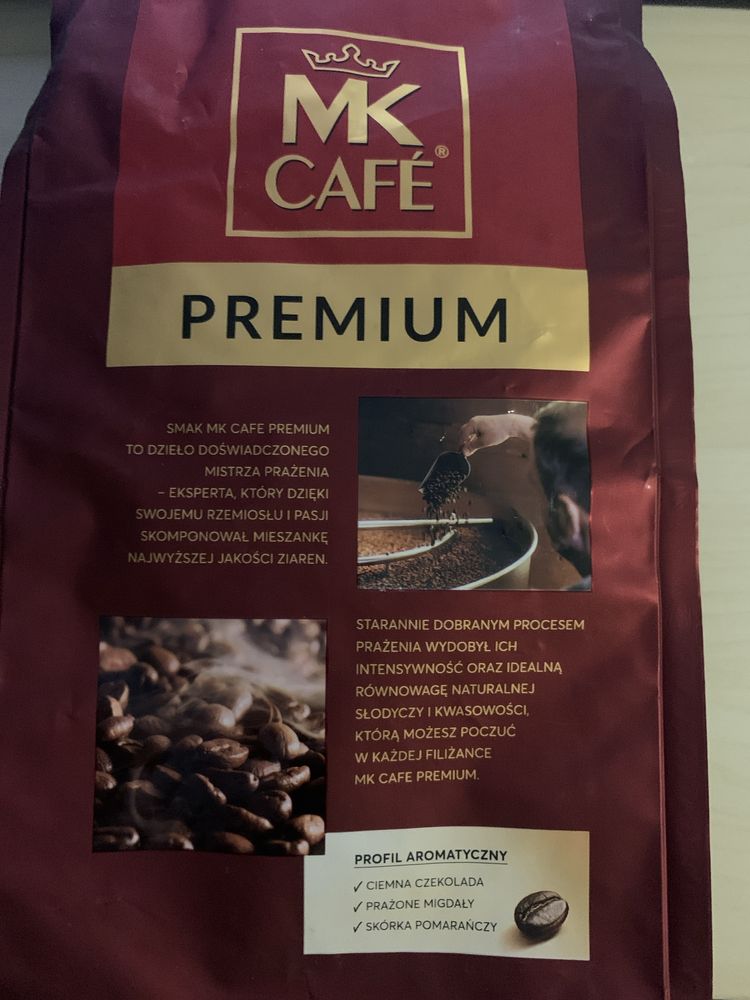 MK
CAFÉ®
PREMIUM
SMAK MK CAFE PREMIUM
TO DZIEŁO DOŚWIADCZONEGO
MISTRZA PRAŻENIA
– EKSPERTA, KTÓRY DZIĘKI
SWOJEMU RZEMIOSŁU I PASJI
SKOMPONOWAŁ MIESZANKĘ
NAJWYŻSZEJ JAKOŚCI ZIAREN.
STARANNIE DOBRANYM PROCESEM
PRAŻENIA WYDOBYŁ ICH
INTENSYWNOŚĆ ORAZ IDEALNĄ
RÓWNOWAGĘ NATURALNEJ
SŁODYCZY I KWASOWOŚCI,
KTÓRĄ MOŻESZ POCZUĆ
W KAŻDEJ FILIŻANCE
MK CAFE PREMIUM.
PROFIL AROMATYCZNY
✓ CIEMNA CZEKOLADA
✓ PRAŻONE MIGDAŁY
✓ SKÓRKA POMARAŃCZY